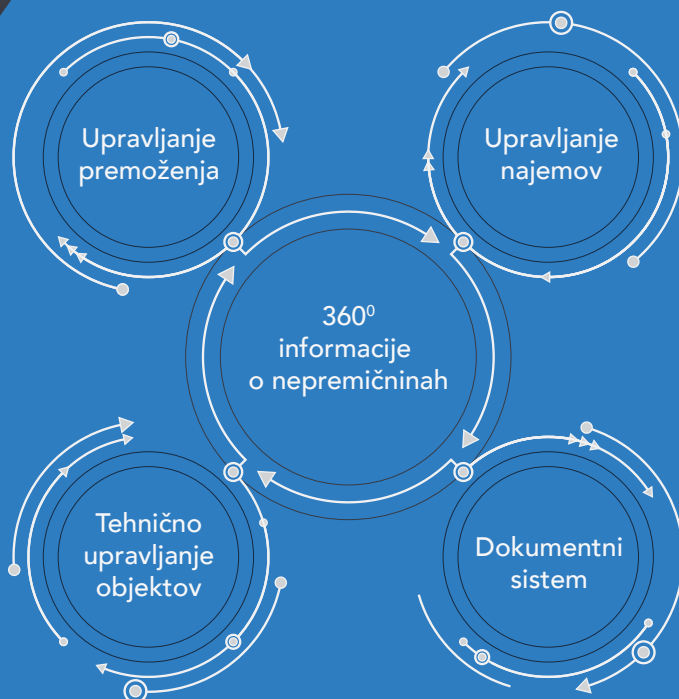 Upravljanje
premoženja
Upravljanje
najemov
360⁰
informacije
o nepremičninah
Tehnično
upravljanje
objektov
Dokumentni
sistem